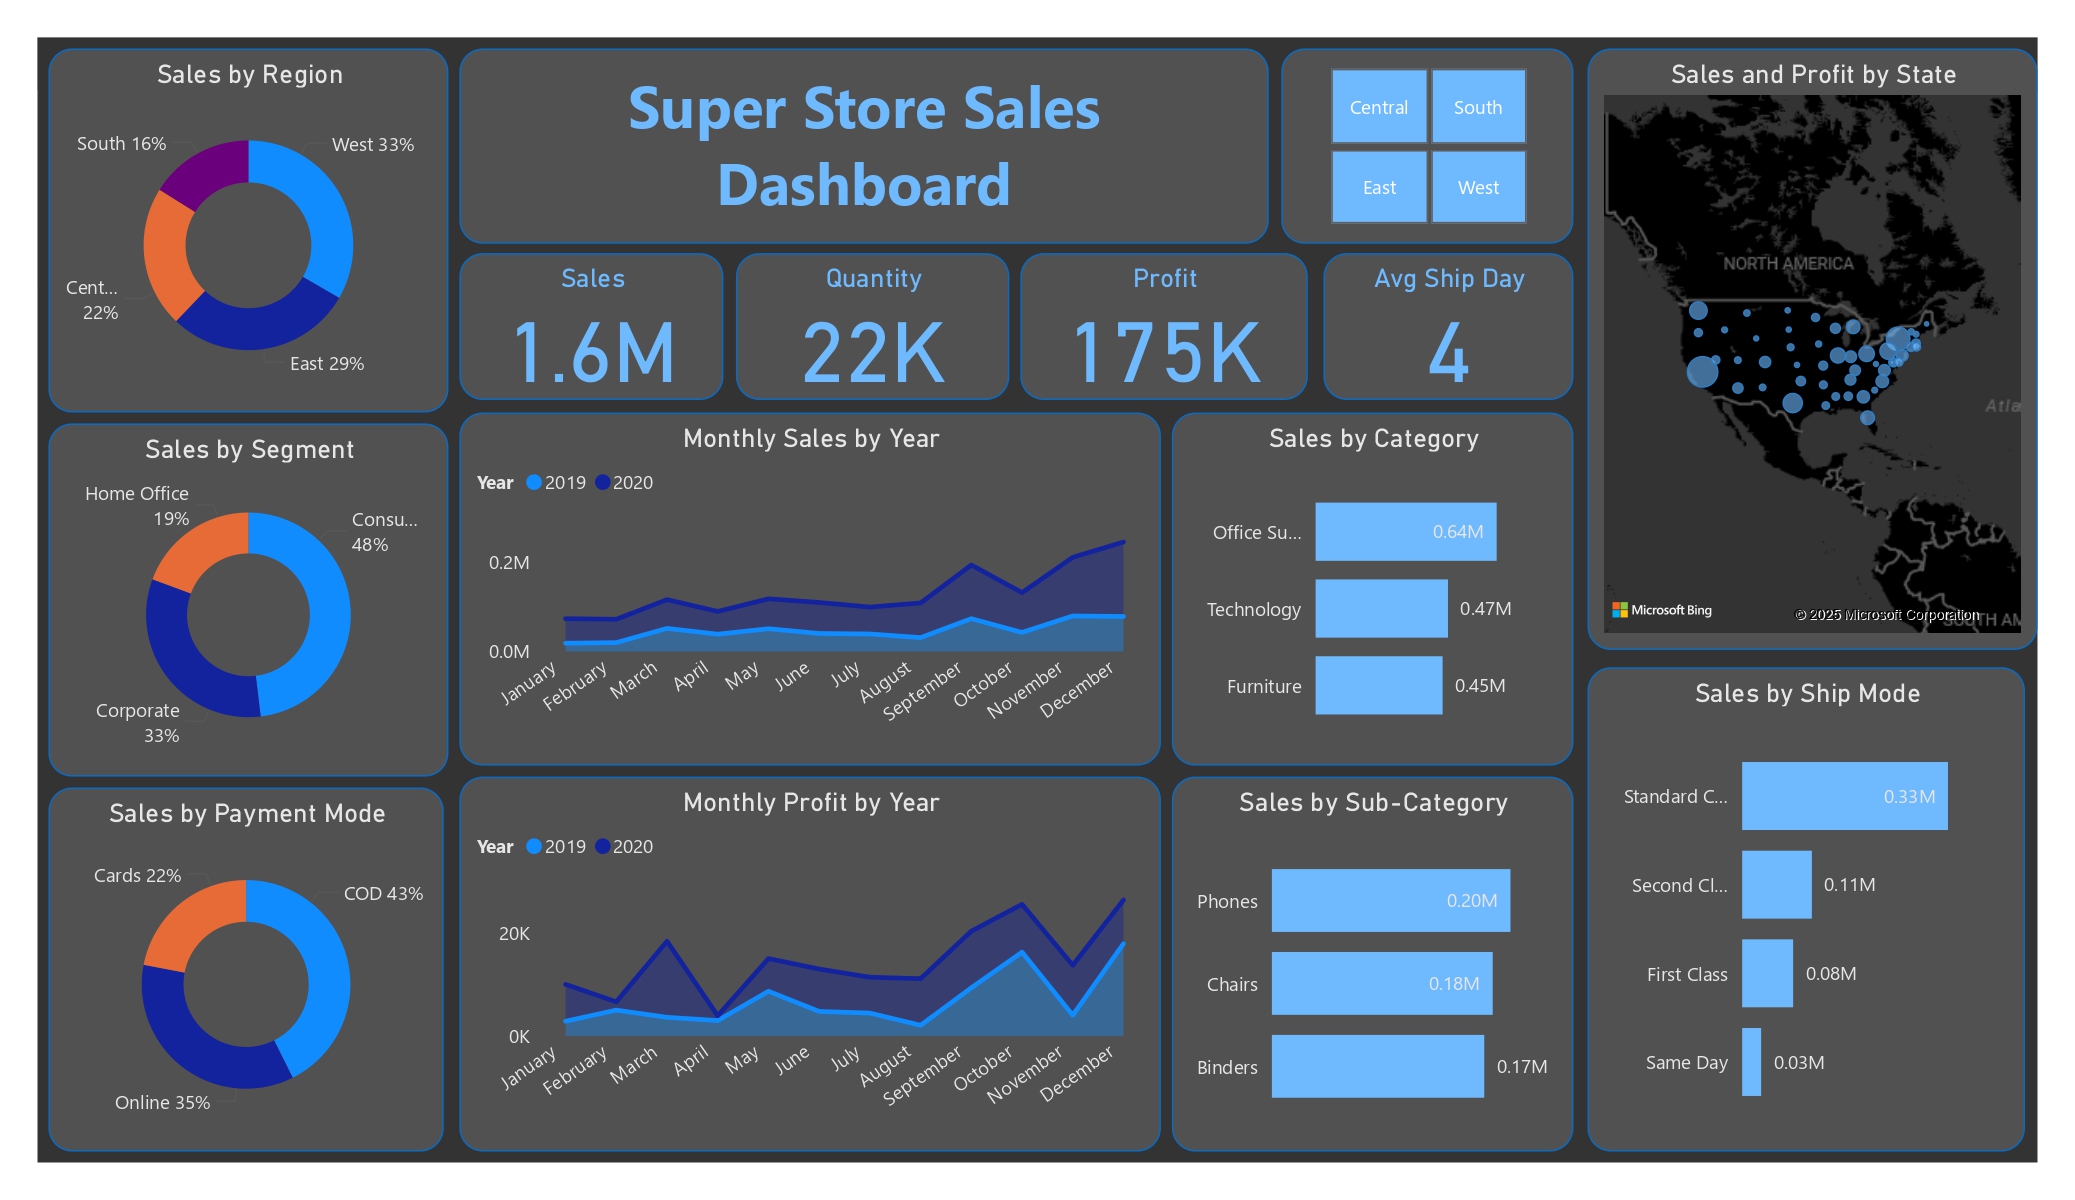 Sales by Region
South 16%
West 33%
Cent...
22%
East 29%
Super Store Sales
Dashboard
Central
South
East
West
Sales and Profit by State
NORTH AMERICA
Atla
Microsoft Bing
© 2025 Microsoft Corporation
SOUTH AM
Sales
1.6M
Quantity
22K
Profit
175K
Avg Ship Day
4
Sales by Segment
Home Office
19%
Consu...
48%
Corporate
33%
Monthly Sales by Year
Year 2019 2020
0.2M
0.0M
January
February
March
April
May
June
July
August
September
October
November
December
Sales by Category
Office Su... 0.64M
Technology 0.47M
Furniture 0.45M
Sales by Ship Mode
Standard C... 0.33M
Second Cl... 0.11M
First Class 0.08M
Same Day 0.03M
Sales by Payment Mode
Cards 22%
COD 43%
Online 35%
Monthly Profit by Year
Year 2019 2020
20K
0K
January
February
March
April
May
June
July
August
September
October
November
December
Sales by Sub-Category
Phones 0.20M
Chairs 0.18M
Binders 0.17M